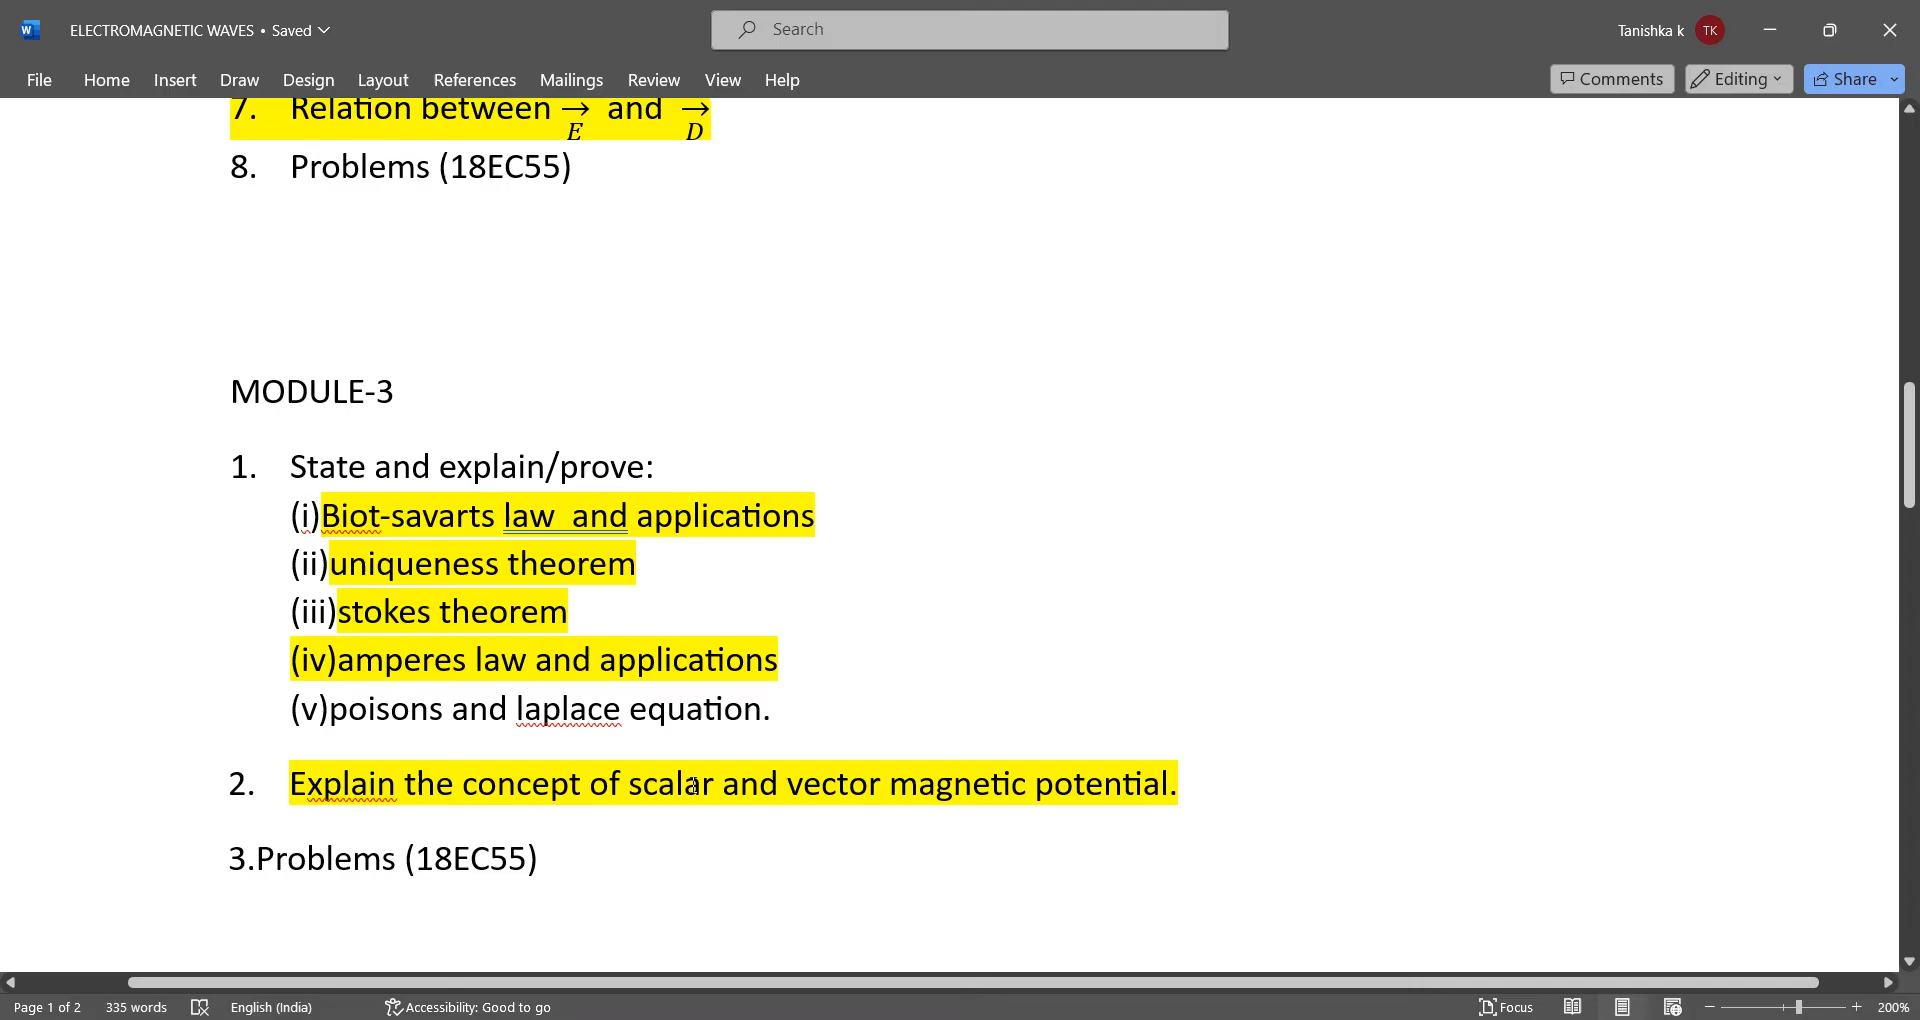 ELECTROMAGNETIC WAVES • Saved
Search
Tanishka k TK
File Home Insert Draw Design Layout References Mailings Review View Help
Comments Editing Share
7. Relation between → and →
E D
8. Problems (18EC55)
MODULE-3
1. State and explain/prove:
(i)Biot-savarts law  and applications
(ii)uniqueness theorem
(iii)stokes theorem
(iv)amperes law and applications
(v)poisons and laplace equation.
2. Explain the concept of scalar and vector magnetic potential.
3.Problems (18EC55)
Page 1 of 2 335 words English (India) Accessibility: Good to go Focus 200%